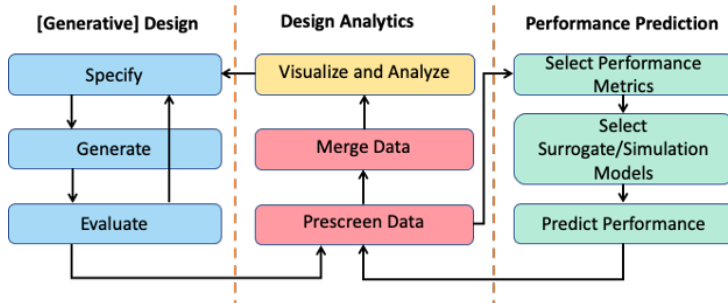 [Generative] Design
Design Analytics
Performance Prediction
Specify
Visualize and Analyze
Select Performance
Metrics
Generate
Merge Data
Select
Surrogate/Simulation
Models
Evaluate
Prescreen Data
Predict Performance